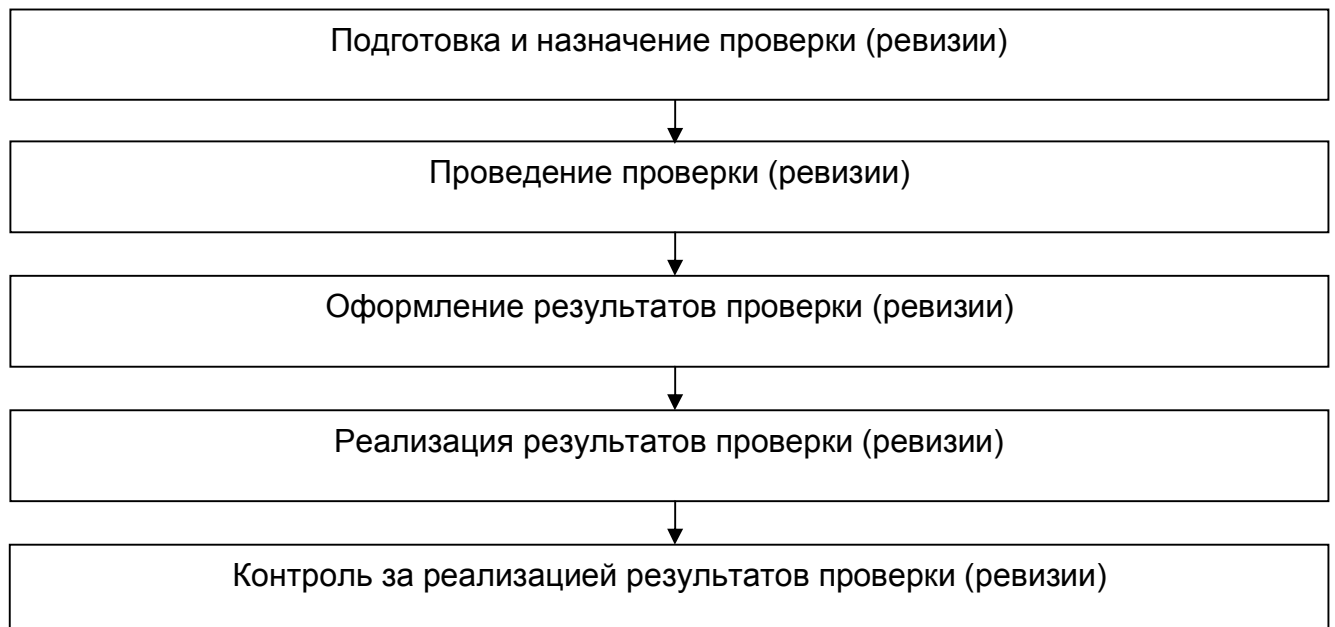 Подготовка и назначение проверки (ревизии)
Проведение проверки (ревизии)
Оформление результатов проверки (ревизии)
Реализация результатов проверки (ревизии)
Контроль за реализацией результатов проверки (ревизии)